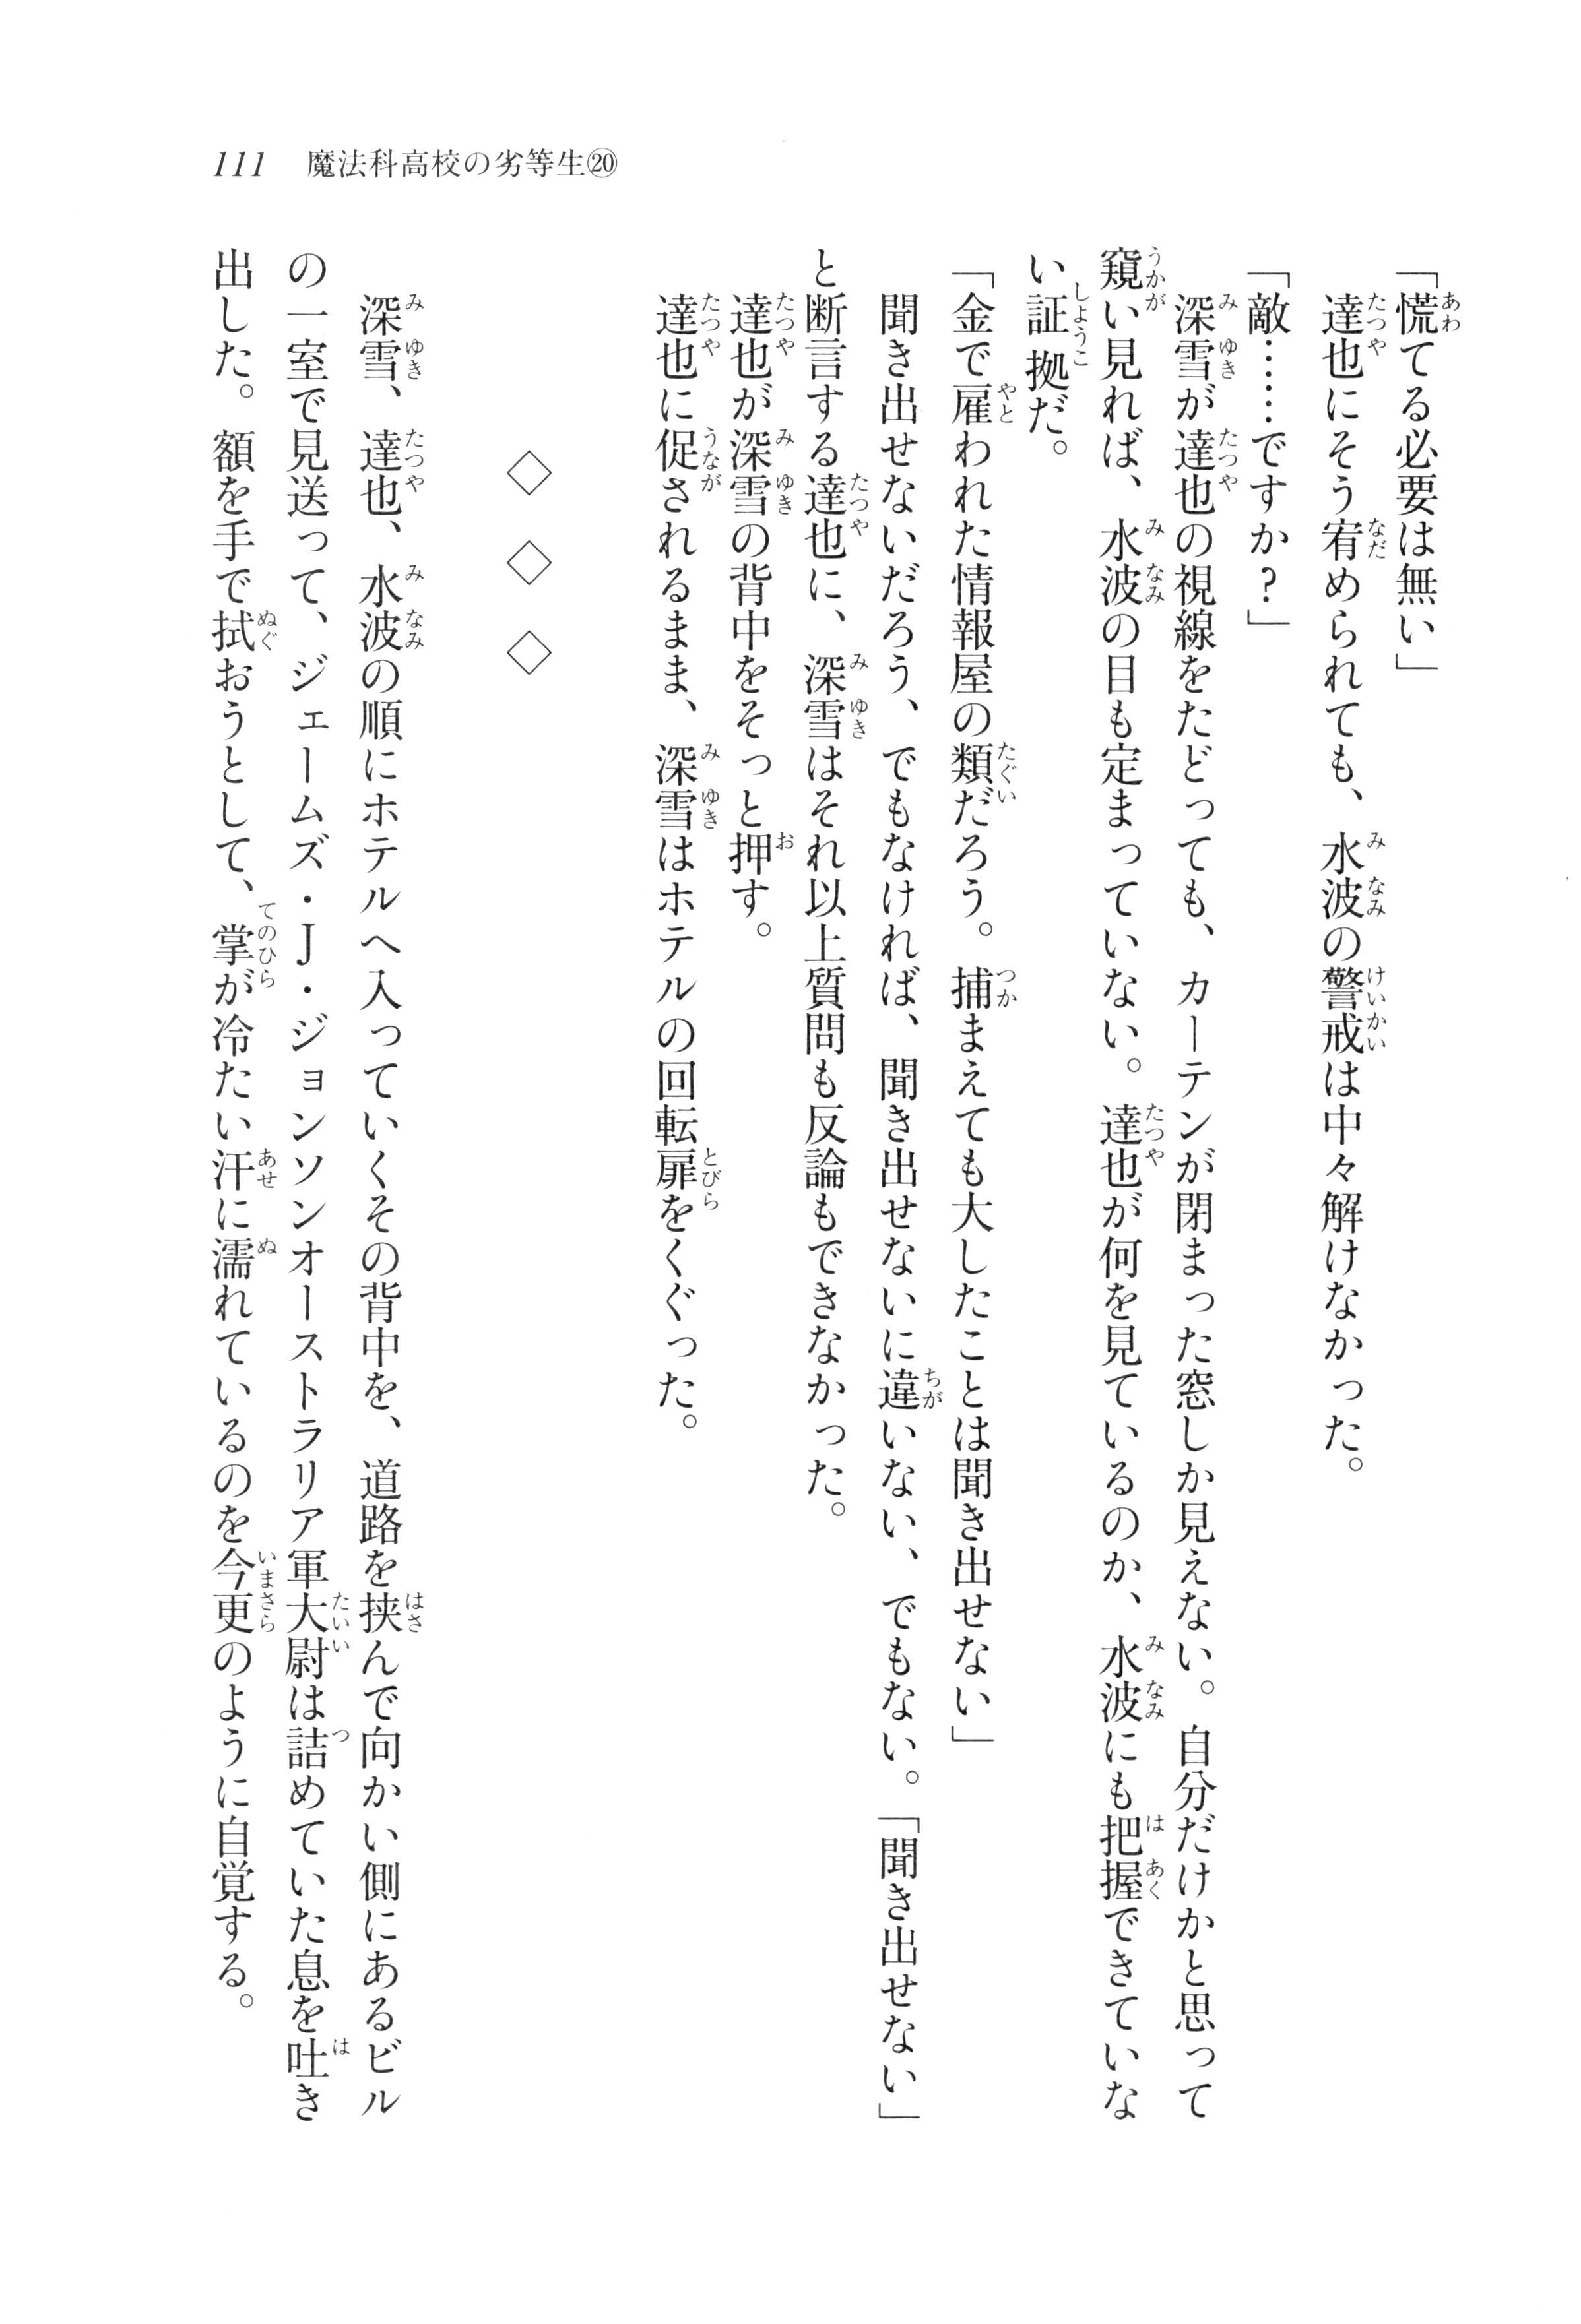 111　魔法科高校の劣等生⑳
「慌てる必要は無い」
　達也にそう宥められても、水波の警戒は中々解けなかった。
「敵……ですか？」
　深雪が達也の視線をたどっても、カーテンが閉まった窓しか見えない。自分だけかと思って
窺い見れば、水波の目も定まっていない。達也が何を見ているのか、水波にも把握できていな
い証拠だ。
「金で雇われた情報屋の類だろう。捕まえても大したことは聞き出せない」
　聞き出せないだろう、でもなければ、聞き出せないに違いない、でもない。「聞き出せない」
と断言する達也に、深雪はそれ以上質問も反論もできなかった。
　達也が深雪の背中をそっと押す。
　達也に促されるまま、深雪はホテルの回転扉をくぐった。
◇　◇　◇
　深雪、達也、水波の順にホテルへ入っていくその背中を、道路を挟んで向かい側にあるビル
の一室で見送って、ジェームズ・J・ジョンソンオーストラリア軍大尉は詰めていた息を吐き
出した。額を手で拭おうとして、掌が冷たい汗に濡れているのを今更のように自覚する。